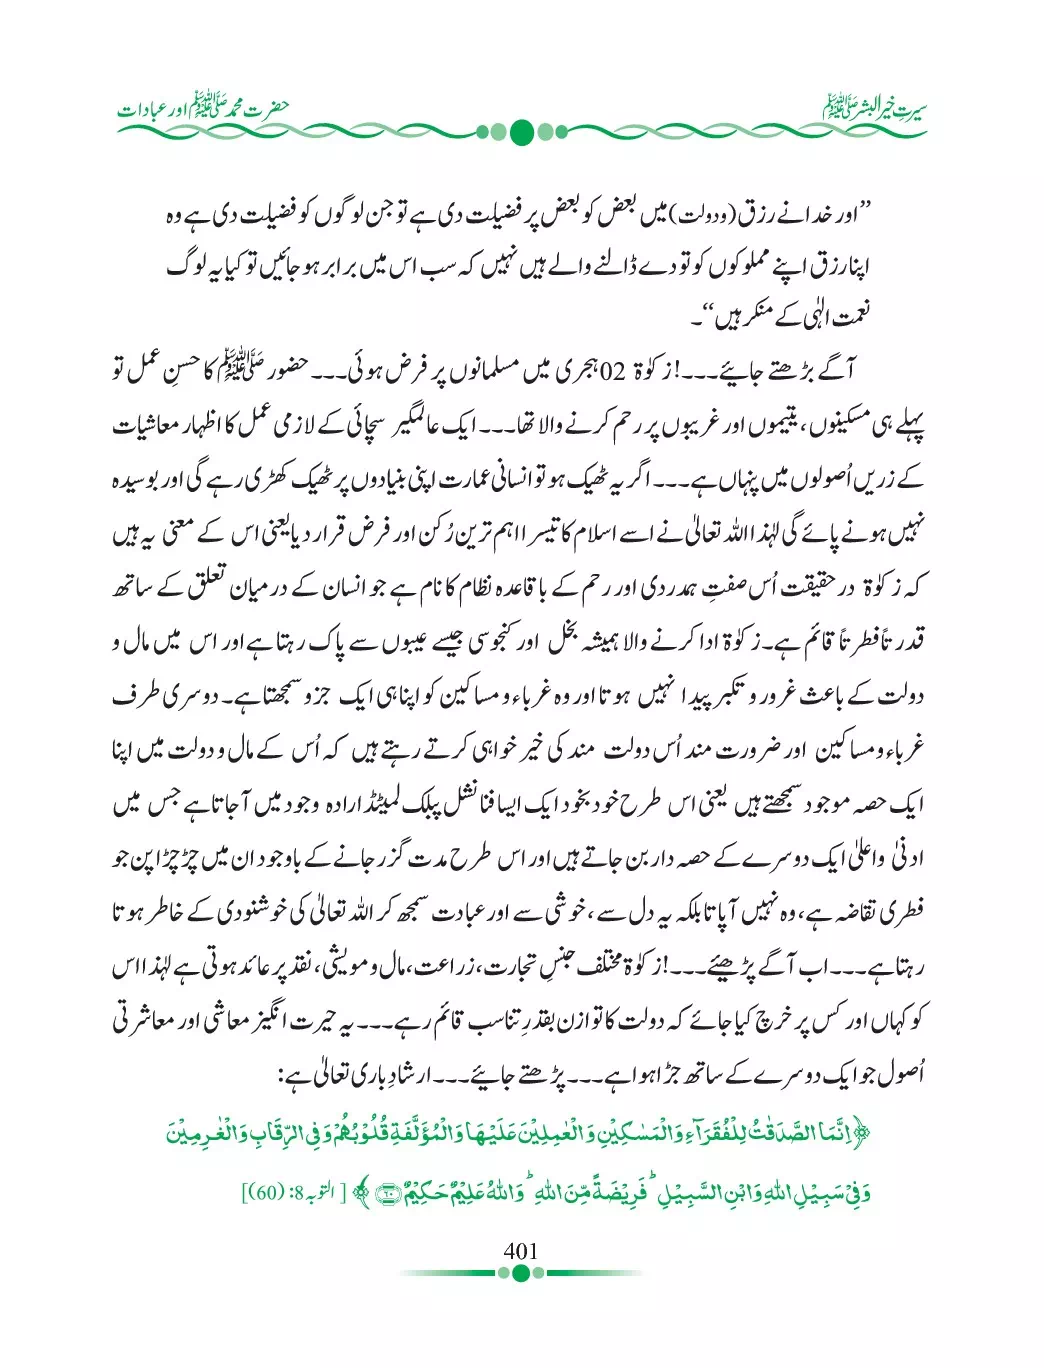 سیرتِ خیر البشر ﷺ
حضرت محمد ﷺ اور عبادات
”اور خدا نے رزق (و دولت) میں بعض کو بعض پر فضیلت دی ہے تو جن لوگوں کو فضیلت دی ہے وہ
اپنا رزق اپنے مملوکوں کو تو دے ڈالنے والے ہیں نہیں کہ سب اس میں برابر ہو جائیں تو کیا یہ لوگ
نعمت الٰہی کے منکر ہیں“۔
آگے بڑھتے جائیے۔۔۔! زکوٰۃ 02 ہجری میں مسلمانوں پر فرض ہوئی۔۔۔ حضور ﷺ کا حسنِ عمل تو
پہلے ہی مسکینوں، یتیموں اور غریبوں پر رحم کرنے والا تھا۔۔۔ ایک عالمگیر سچائی کے لازمی عمل کا اظہار معاشیات
کے زریں اُصولوں میں پنہاں ہے۔۔۔ اگر یہ ٹھیک ہو تو انسانی عمارت اپنی بنیادوں پر ٹھیک کھڑی رہے گی اور بوسیدہ
نہیں ہونے پائے گی لہٰذا اللہ تعالیٰ نے اسے اسلام کا تیسرا اہم ترین رُکن اور فرض قرار دیا یعنی اس کے معنی یہ ہیں
کہ زکوٰۃ در حقیقت اُس صفتِ ہمدردی اور رحم کے باقاعدہ نظام کا نام ہے جو انسان کے درمیان تعلق کے ساتھ
قدرتاً فطرتاً قائم ہے۔ زکوٰۃ ادا کرنے والا ہمیشہ بخل اور کنجوسی جیسے عیبوں سے پاک رہتا ہے اور اس میں مال و
دولت کے باعث غرور و تکبر پیدا نہیں ہوتا اور وہ غرباء و مساکین کو اپنا ہی ایک جزو سمجھتا ہے۔ دوسری طرف
غرباء و مساکین اور ضرورت مند اُس دولت مند کی خیر خواہی کرتے رہتے ہیں کہ اُس کے مال و دولت میں اپنا
ایک حصہ موجود سمجھتے ہیں یعنی اس طرح خود بخود ایک ایسا فنانشل پبلک لمیٹڈ ادارہ وجود میں آ جاتا ہے جس میں
ادنیٰ و اعلیٰ ایک دوسرے کے حصہ دار بن جاتے ہیں اور اس طرح مدت گزر جانے کے باوجود ان میں چڑچڑاپن جو
فطری تقاضہ ہے، وہ نہیں آ پاتا بلکہ یہ دل سے، خوشی سے اور عبادت سمجھ کر اللہ تعالیٰ کی خوشنودی کے خاطر ہوتا
رہتا ہے۔۔۔ اب آگے پڑھیئے۔۔۔! زکوٰۃ مختلف جنسِ تجارت، زراعت، مال و مویشی، نقد پر عائد ہوتی ہے لہٰذا اس
کو کہاں اور کس پر خرچ کیا جائے کہ دولت کا توازن بقدرِ تناسب قائم رہے۔۔۔ یہ حیرت انگیز معاشی اور معاشرتی
اُصول جو ایک دوسرے کے ساتھ جڑا ہوا ہے۔۔۔ پڑھتے جایئے۔۔۔ ارشادِ باری تعالیٰ ہے:
﴿اِنَّمَا الصَّدَقٰتُ لِلْفُقَرَآءِ وَالْمَسٰكِيْنِ وَالْعٰمِلِيْنَ عَلَيْهَا وَالْمُؤَلَّفَةِ قُلُوْبُهُمْ وَفِي الرِّقَابِ وَالْغٰرِمِيْنَ
وَفِيْ سَبِيْلِ اللّٰهِ وَابْنِ السَّبِيْلِ ؕ فَرِيْضَةً مِّنَ اللّٰهِ ؕ وَاللّٰهُ عَلِيْمٌ حَكِيْمٌ ۝۶۰﴾ [التوبہ 8: (60)]
401